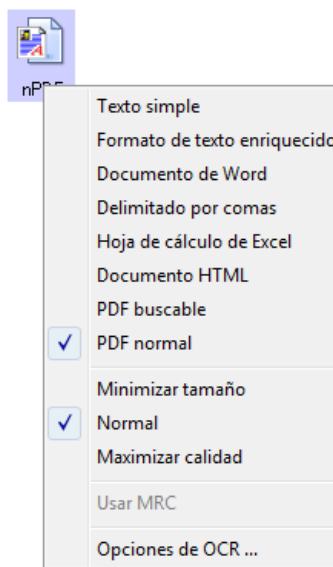 Texto simple
Formato de texto enriquecido
Documento de Word
Delimitado por comas
Hoja de cálculo de Excel
Documento HTML
PDF buscable
PDF normal
Minimizar tamaño
Normal
Maximizar calidad
Usar MRC
Opciones de OCR ...